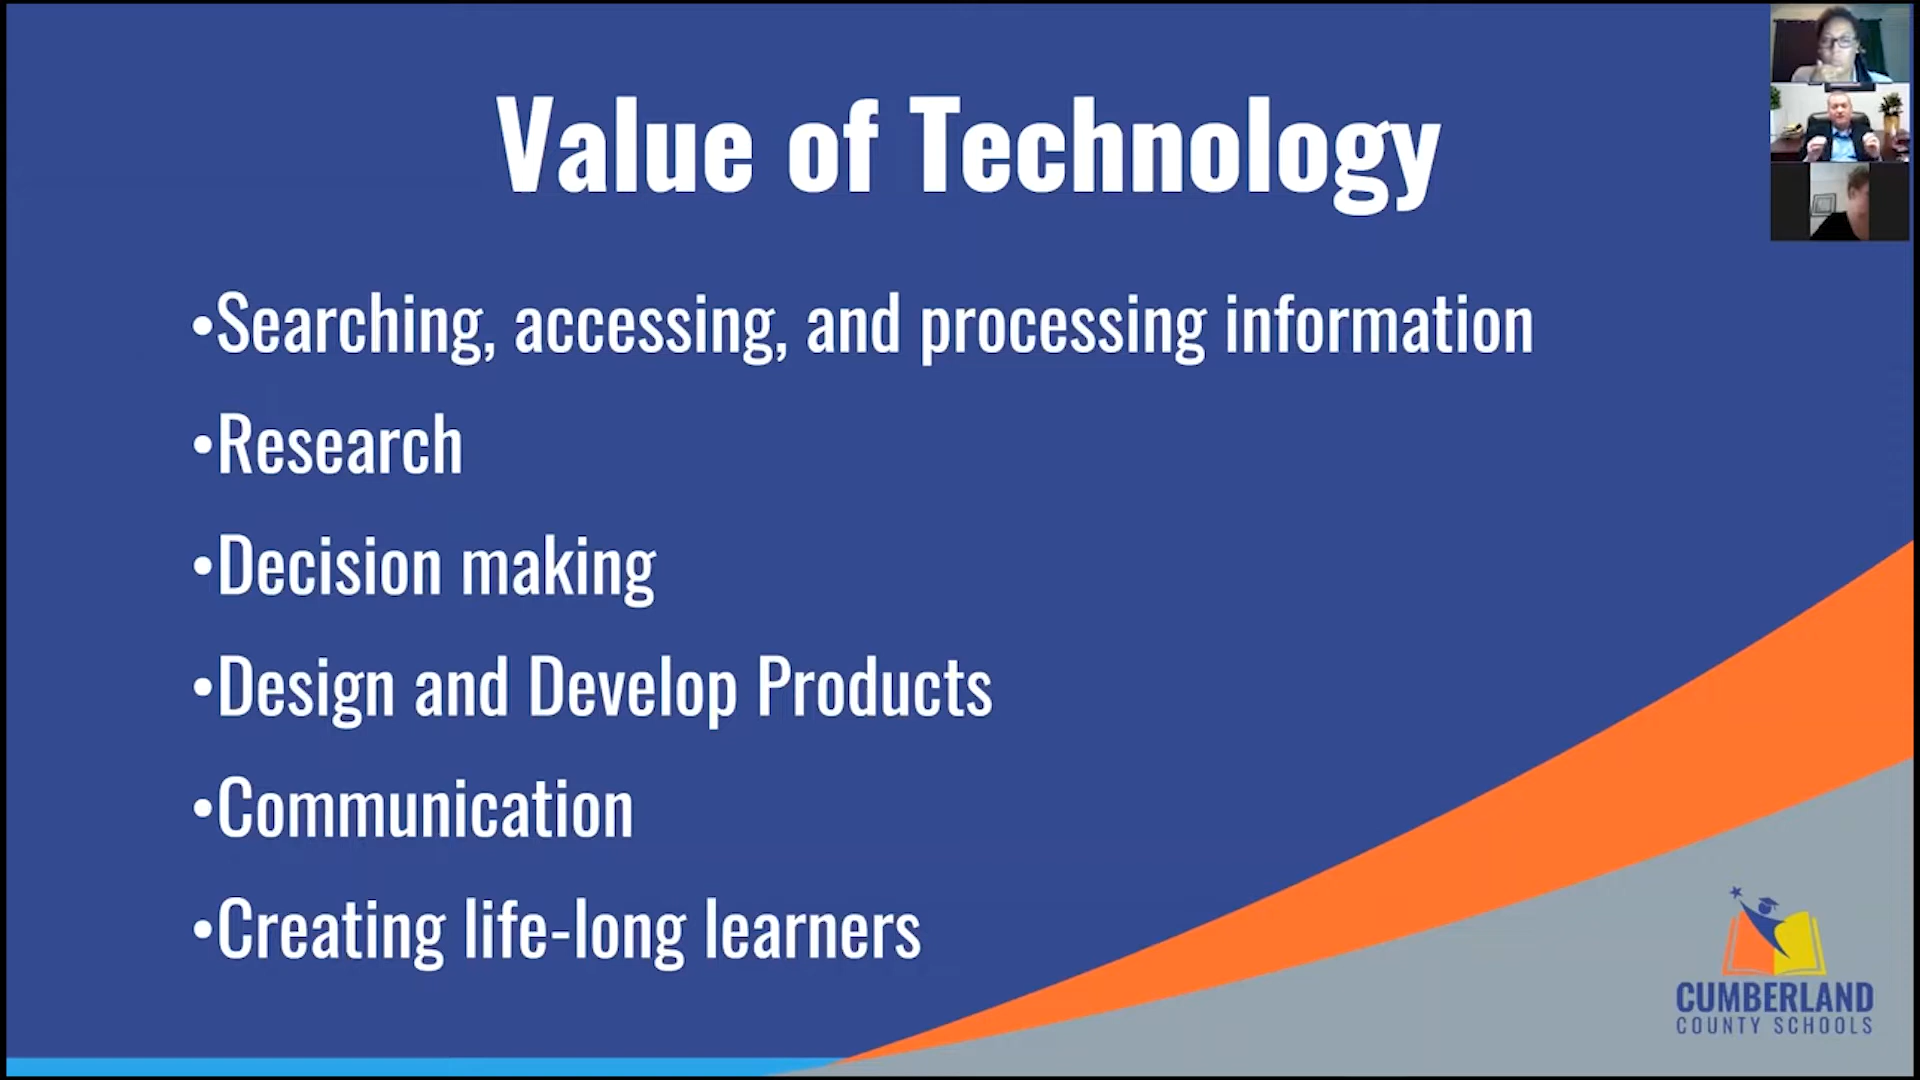 Value of Technology
•Searching, accessing, and processing information
•Research
•Decision making
•Design and Develop Products
•Communication
•Creating life-long learners
CUMBERLAND
COUNTY SCHOOLS